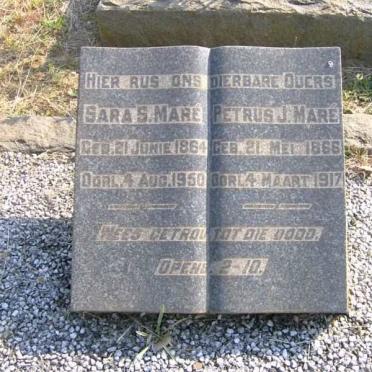 HIER RUS ONS DIERBARE OUERS
SARA S. MARÉ
GEB. 21 JUNIE 1864
OORL. 4 AUG. 1950
PETRUS J. MARÉ
GEB. 21 MEI 1868
OORL. 4 MAART 1917
WEES GETROU TOT DIE DOOD.
OPENB. 2-10.